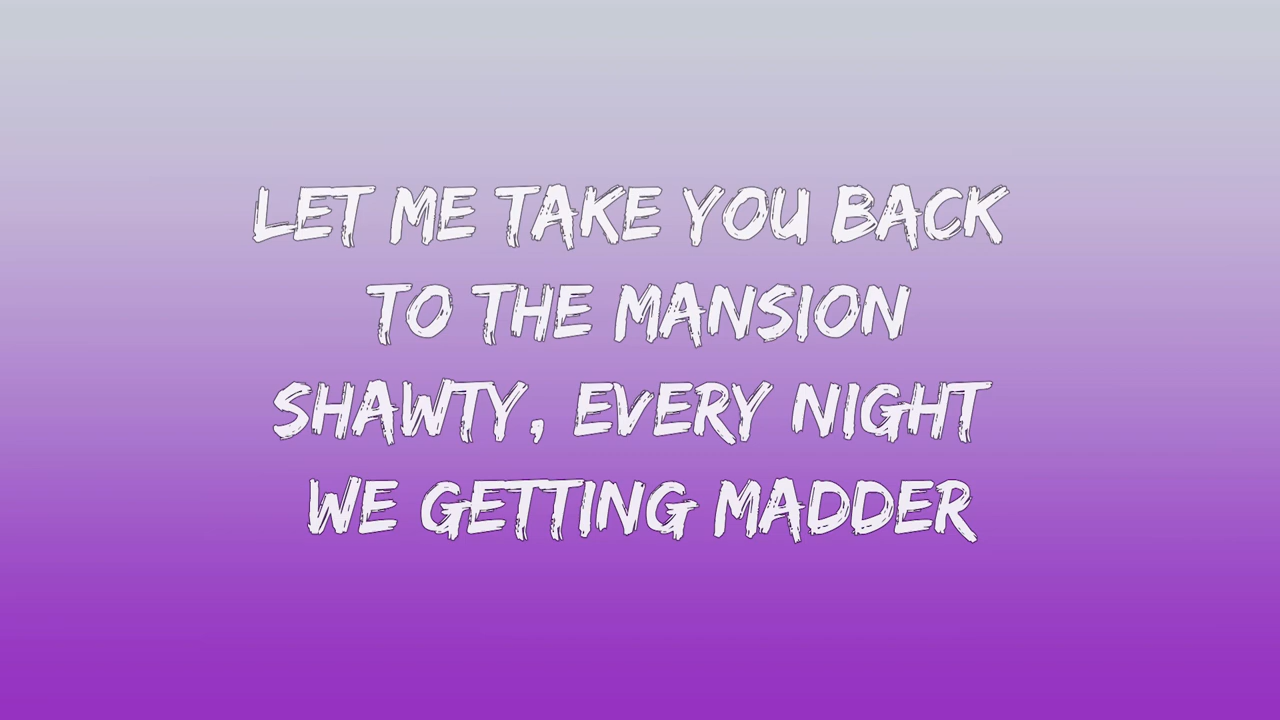 LET ME TAKE YOU BACK
TO THE MANSION
SHAWTY, EVERY NIGHT
WE GETTING MADDER